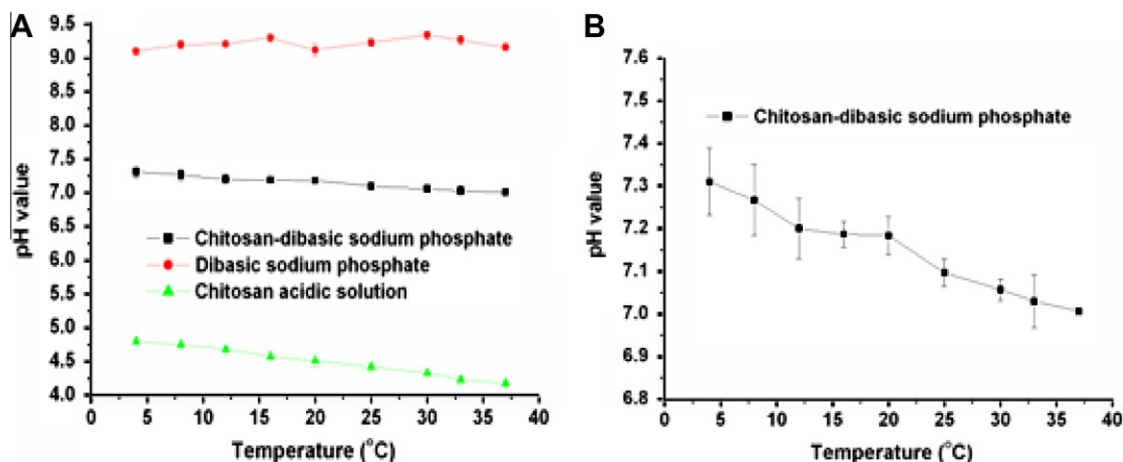 A
9.5
9.0
8.5
8.0
7.5
7.0
6.5
6.0
5.5
5.0
4.5
4.0
pH value
Chitosan-dibasic sodium phosphate
Dibasic sodium phosphate
Chitosan acidic solution
0 5 10 15 20 25 30 35 40
Temperature (°C)
B
7.6
7.5
7.4
7.3
7.2
7.1
7.0
6.9
6.8
pH value
Chitosan-dibasic sodium phosphate
0 5 10 15 20 25 30 35 40
Temperature (°C)